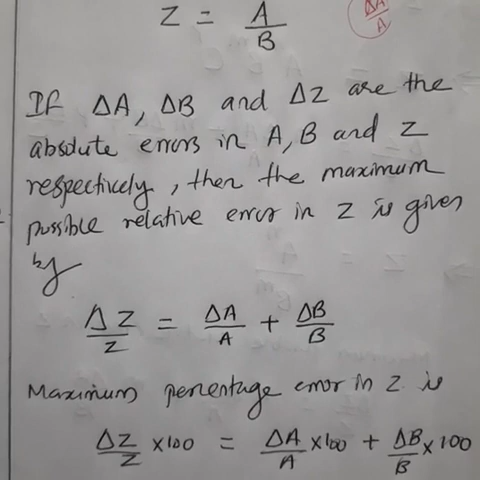 Z = A/B
ΔA/A
If ΔA, ΔB and ΔZ are the
absolute errors in A, B and Z
respectively, then the maximum
possible relative error in Z is given
by
ΔZ/Z = ΔA/A + ΔB/B
Maximum percentage error in Z is
ΔZ/Z ×100 = ΔA/A ×100 + ΔB/B × 100